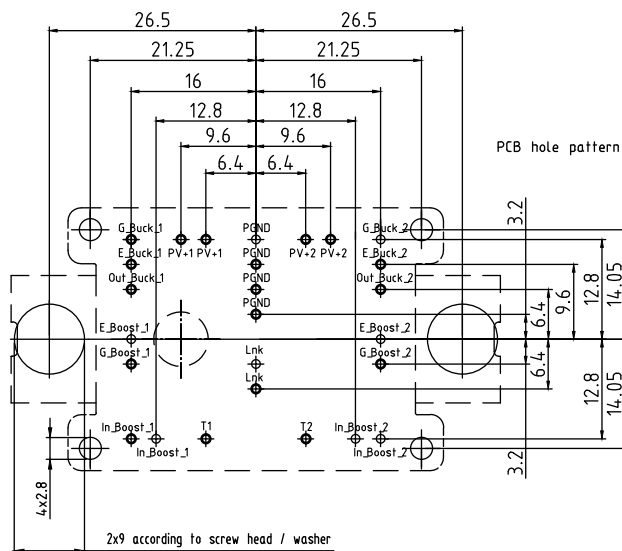 26.5 26.5
21.25 21.25
16 16
12.8 12.8
PCB hole pattern
9.6 9.6
6.4 6.4
3.2
G_Buck_1 PGND G_Buck_2
PV+1 PV+1 PV+2 PV+2
E_Buck_1 PGND E_Buck_2
Out_Buck_1 PGND Out_Buck_2
PGND
6.4 9.6 12.8 14.05
E_Boost_1 E_Boost_2
G_Boost_1 Lnk G_Boost_2
Lnk
6.4 12.8 14.05
In_Boost_1 T1 T2 In_Boost_2
In_Boost_1 In_Boost_2
3.2
4x2.8
2x9 according to screw head / washer